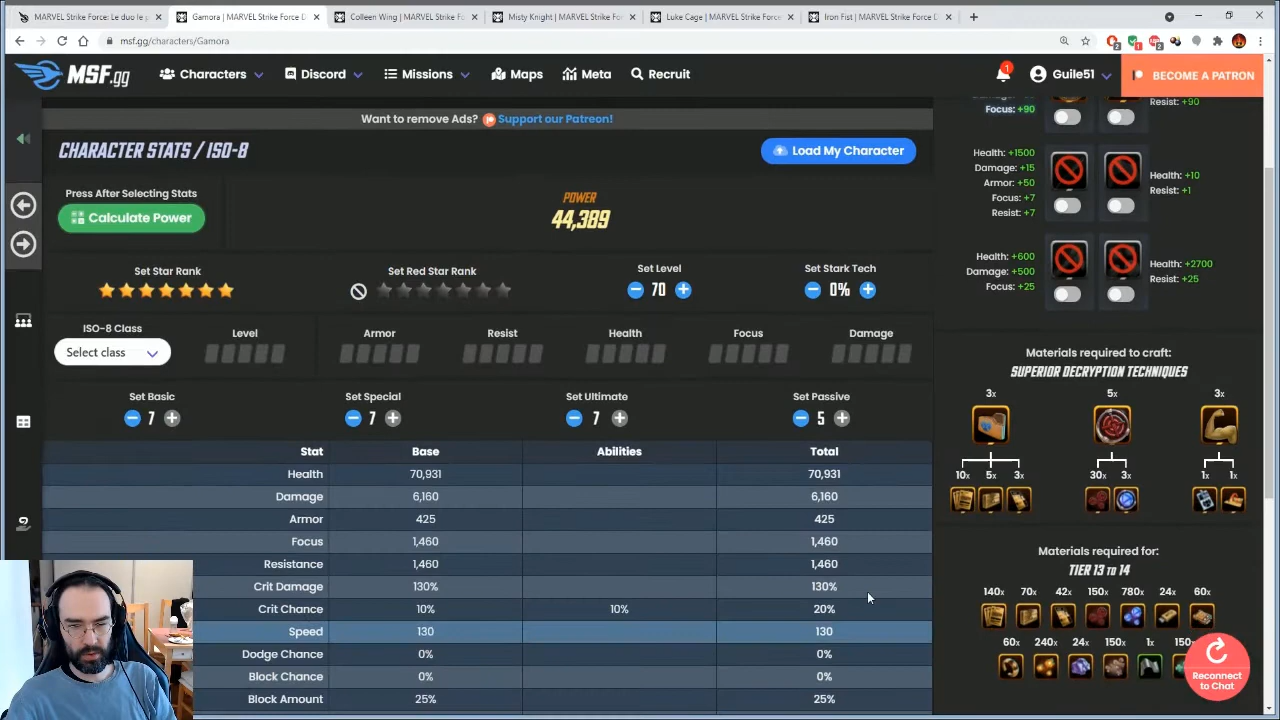 MARVEL Strike Force: Le duo le p
Gamora | MARVEL Strike Force D
Colleen Wing | MARVEL Strike Fo
Misty Knight | MARVEL Strike For
Luke Cage | MARVEL Strike Force
Iron Fist | MARVEL Strike Force D
msf.gg/characters/Gamora
MSF.gg
Characters
Discord
Missions
Maps
Meta
Recruit
1
Guile51
BECOME A PATRON
Want to remove Ads? Support our Patreon!
CHARACTER STATS / ISO-8
Load My Character
Press After Selecting Stats
Calculate Power
POWER
44,389
Set Star Rank
Set Red Star Rank
Set Level
70
Set Stark Tech
0%
ISO-8 Class
Select class
Level
Armor
Resist
Health
Focus
Damage
Set Basic
7
Set Special
7
Set Ultimate
7
Set Passive
5
Stat Base Abilities Total
Health 70,931 70,931
Damage 6,160 6,160
Armor 425 425
Focus 1,460 1,460
Resistance 1,460 1,460
Crit Damage 130% 130%
Crit Chance 10% 10% 20%
Speed 130 130
Dodge Chance 0% 0%
Block Chance 0% 0%
Block Amount 25% 25%
Focus: +90
Resist: +90
Health: +1500
Damage: +15
Armor: +50
Focus: +7
Resist: +7
Health: +10
Resist: +1
Health: +600
Damage: +500
Focus: +25
Health: +2700
Resist: +25
Materials required to craft:
SUPERIOR DECRYPTION TECHNIQUES
3x 5x 3x
10x 5x 3x 30x 3x 1x 1x
Materials required for:
TIER 13 TO 14
140x 70x 42x 150x 780x 24x 60x
60x 240x 24x 150x 1x 150x
Reconnect
to Chat